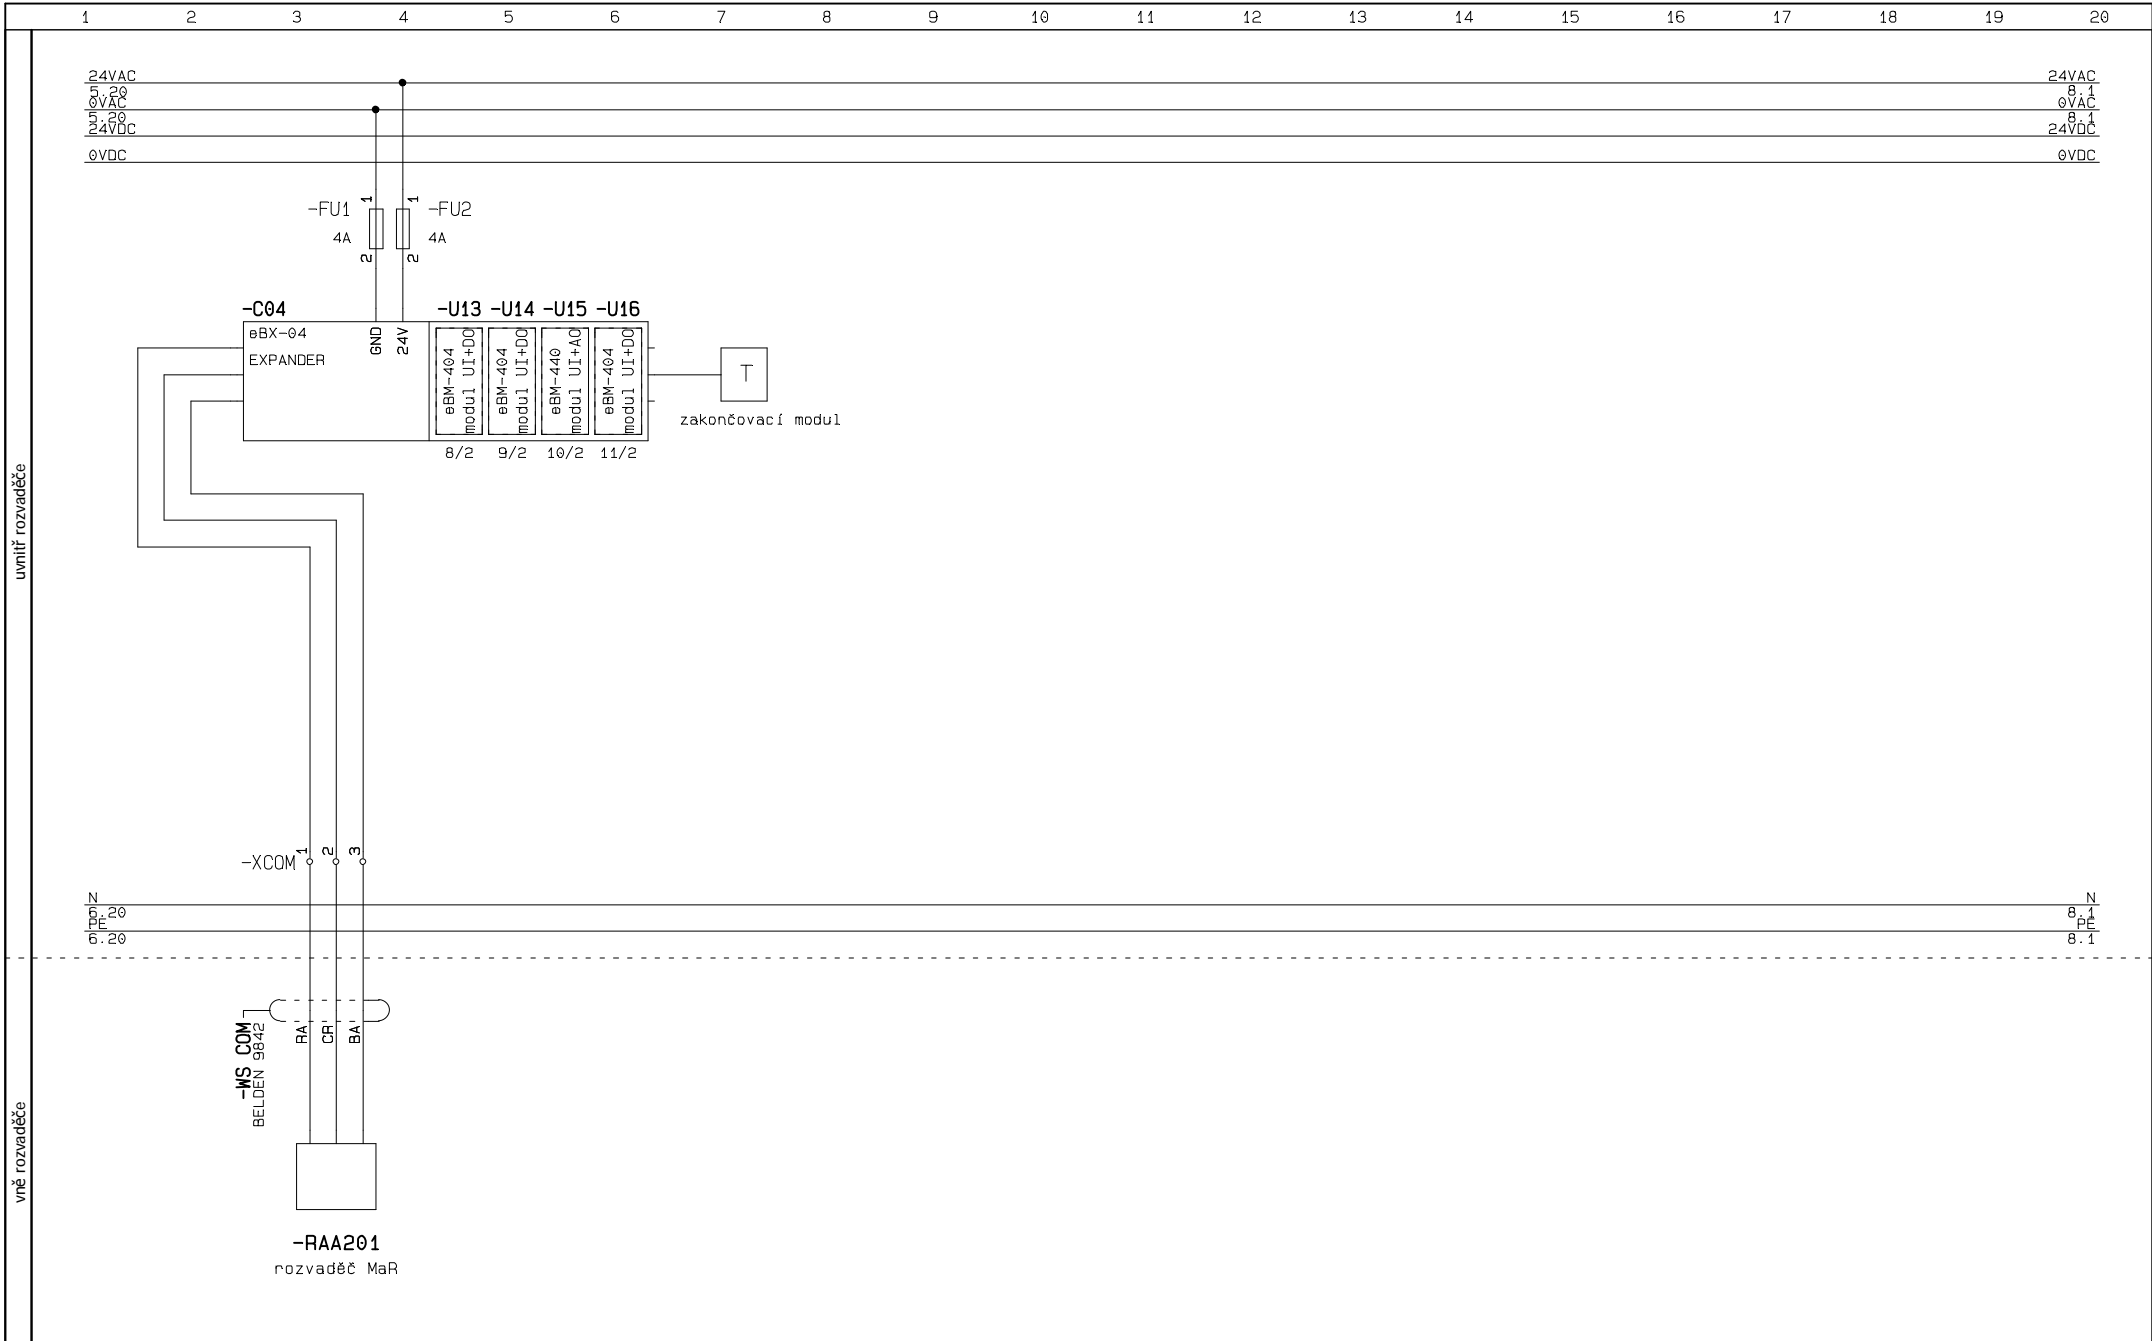 1 2 3 4 5 6 7 8 9 10 11 12 13 14 15 16 17 18 19 20
24VAC 24VAC
5.20 8.1
0VAC 0VAC
5.20 8.1
24VDC 24VDC
0VDC 0VDC
1 1
-FU1 -FU2
4A 4A
2 2
-C04 -U13 -U14 -U15 -U16
eBX-04
EXPANDER
GND
24V
eBM-404
modul UI+DO
eBM-404
modul UI+DO
eBM-440
modul UI+AO
eBM-404
modul UI+DO
T
zakončovací modul
8/2 9/2 10/2 11/2
uvnitř rozvaděče
-XCOM 1 2 3
N N
6.20 8.1
PE PE
6.20 8.1
-WS COM
BELDEN 9842
RA CR BA
vně rozvaděče
-RAA201
rozvaděč MaR